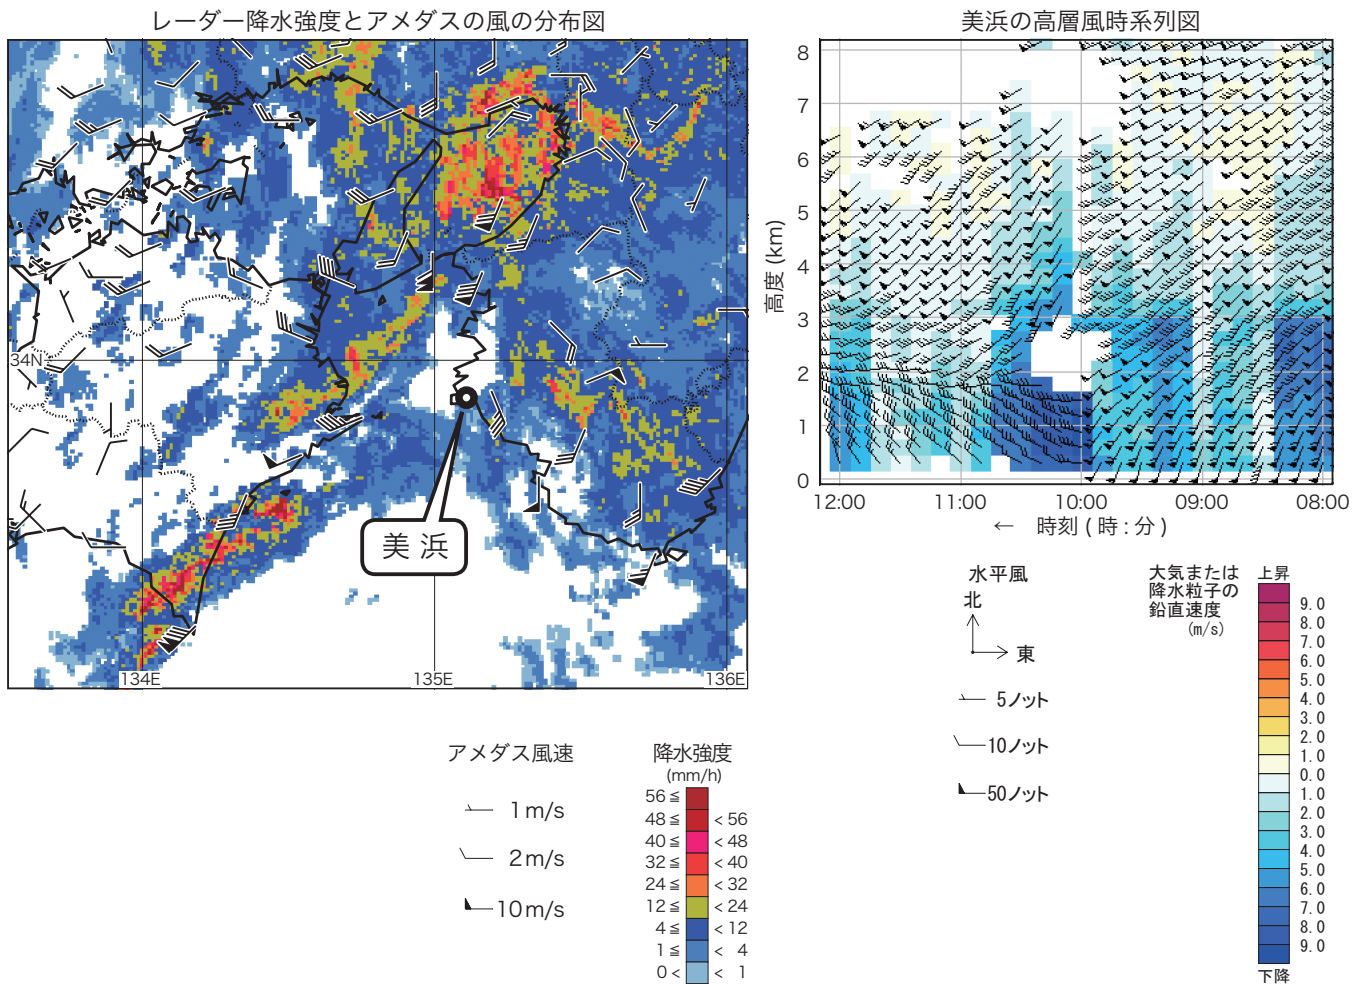 レーダー降水強度とアメダスの風の分布図
34N
134E
135E
136E
美浜
アメダス風速
1m/s
2m/s
10m/s
降水強度
(mm/h)
56≦
48≦ <56
40≦ <48
32≦ <40
24≦ <32
12≦ <24
4≦ <12
1≦ < 4
0< < 1
美浜の高層風時系列図
高度(km)
8
7
6
5
4
3
2
1
0
12:00 11:00 10:00 09:00 08:00
← 時刻(時:分)
水平風
北
東
5ノット
10ノット
50ノット
大気または
降水粒子の
鉛直速度
(m/s)
上昇
9.0
8.0
7.0
6.0
5.0
4.0
3.0
2.0
1.0
0.0
1.0
2.0
3.0
4.0
5.0
6.0
7.0
8.0
9.0
下降